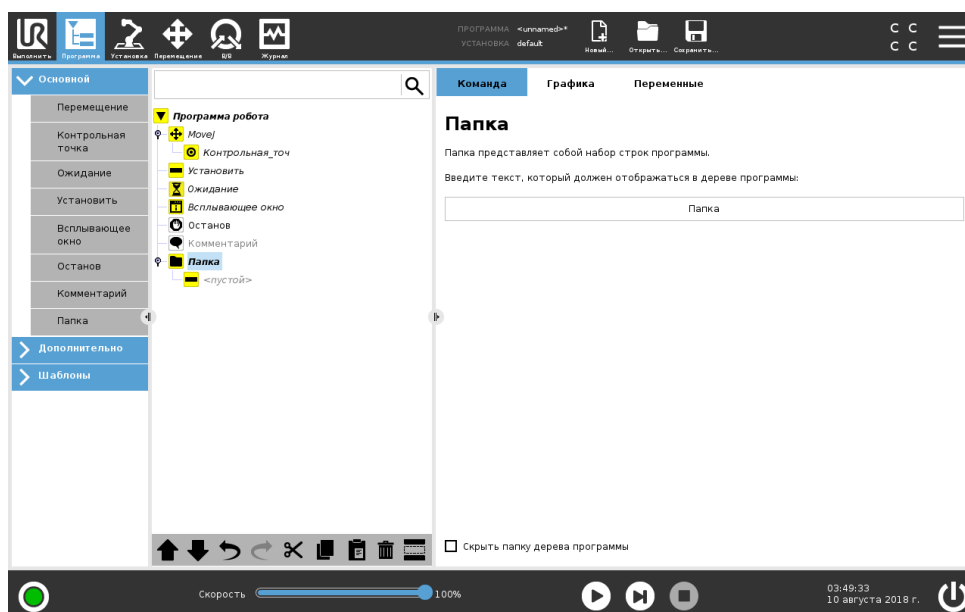 UR
ПРОГРАММА <unnamed>*
УСТАНОВКА default
Выполнить Программа Установка Перемещение В/В Журнал
Новый... Открыть... Сохранить...
C C
C C
Основной
Перемещение
Контрольная
точка
Ожидание
Установить
Всплывающее
окно
Останов
Комментарий
Папка
Дополнительно
Шаблоны
Программа робота
MoveJ
Контрольная_точ
Установить
Ожидание
Всплывающее окно
Останов
Комментарий
Папка
<пустой>
Команда Графика Переменные
Папка
Папка представляет собой набор строк программы.
Введите текст, который должен отображаться в дереве программы:
Папка
Скрыть папку дерева программы
Скорость 100%
03:49:33
10 августа 2018 г.